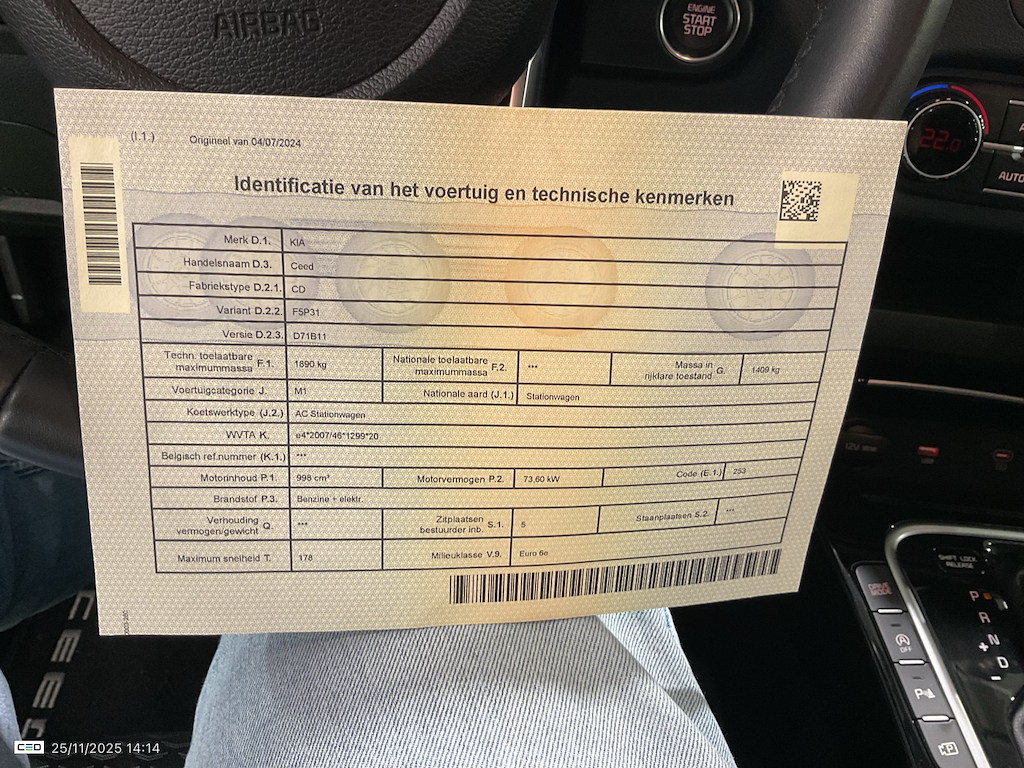 AIRBAG
ENGINE
START
STOP
(I.1.) Origineel van 04/07/2024
Identificatie van het voertuig en technische kenmerken
Merk D.1. KIA
Handelsnaam D.3. Ceed
Fabriekstype D.2.1. CD
Variant D.2.2. F5P31
Versie D.2.3. D71B11
Techn. toelaatbare maximummassa F.1. 1890 kg Nationale toelaatbare maximummassa F.2. *** Massa in rijklare toestand G. 1409 kg
Voertuigcategorie J. M1 Nationale aard (J.1.) Stationwagen
Koetswerktype (J.2.) AC Stationwagen
WVTA K. e4*2007/46*1299*20
Belgisch ref.nummer (K.1.) ***
Motorinhoud P.1. 998 cm³ Motorvermogen P.2. 73,60 kW Code (E.1.) 253
Brandstof P.3. Benzine + elektr.
Verhouding vermogen/gewicht Q. *** Zitplaatsen bestuurder inb. S.1. 5 Staanplaatsen S.2. ***
Maximum snelheid T. 178 Milieuklasse V.9. Euro 6e
22.0
AUTO
12V
SHIFT LOCK
RELEASE
DRIVE
MODE
OFF
P
R
N
+ D
-
P
P
CEED
CEO 25/11/2025 14:14